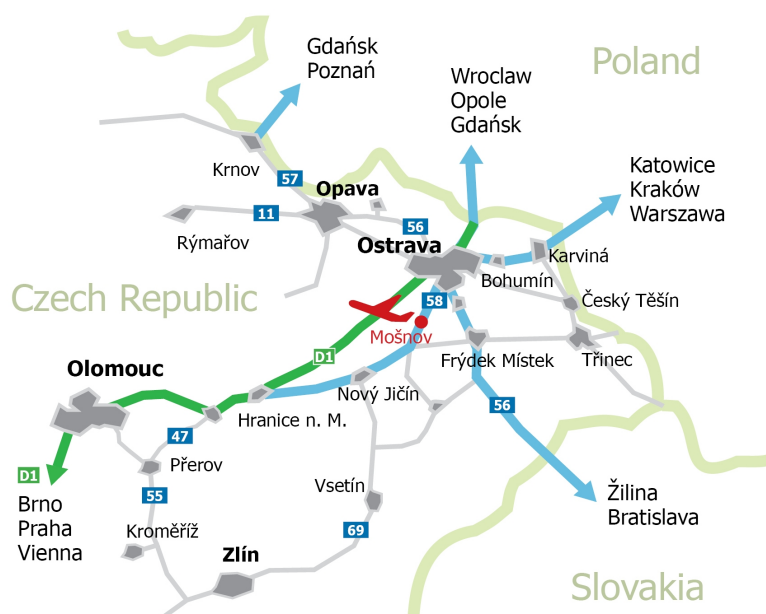 Gdańsk
Poznań
Poland
Wroclaw
Opole
Gdańsk
Katowice
Kraków
Warszawa
Krnov
57
Opava
11
56
Rýmařov
Ostrava
Karviná
Bohumín
Czech Republic
58
Český Těšín
Mošnov
D1
Frýdek Místek
Třinec
Olomouc
Nový Jičín
56
Hranice n. M.
47
Přerov
D1
Brno
Praha
Vienna
55
Vsetín
Žilina
Bratislava
Kroměříž
69
Zlín
Slovakia